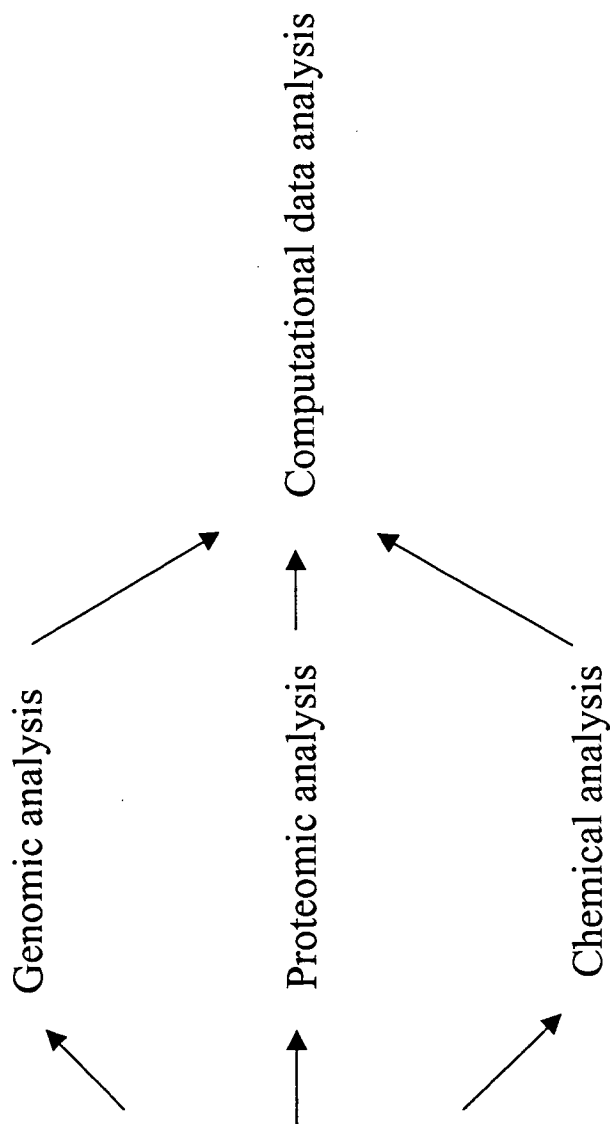 Genomic analysis
Proteomic analysis
Chemical analysis
Computational data analysis